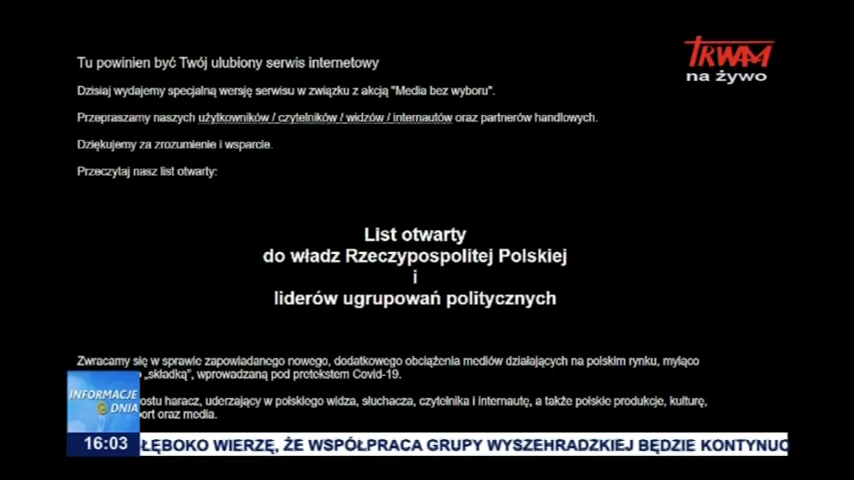 TRWAM
na żywo
Tu powinien być Twój ulubiony serwis internetowy
Dzisiaj wydajemy specjalną wersję serwisu w związku z akcją "Media bez wyboru".
Przepraszamy naszych użytkowników / czytelników / widzów / internautów oraz partnerów handlowych.
Dziękujemy za zrozumienie i wsparcie.
Przeczytaj nasz list otwarty:
List otwarty
do władz Rzeczypospolitej Polskiej
i
liderów ugrupowań politycznych
Zwracamy się w sprawie zapowiadanego nowego, dodatkowego obciążenia mediów działających na polskim rynku, myląco
„składką”, wprowadzaną pod pretekstem Covid-19.
ostu haracz, uderzający w polskiego widza, słuchacza, czytelnika i internautę, a także polskie produkcje, kulturę,
ort oraz media.
INFORMACJE
DNIA
16:03
ŁĘBOKO WIERZĘ, ŻE WSPÓŁPRACA GRUPY WYSZEHRADZKIEJ BĘDZIE KONTYNUO